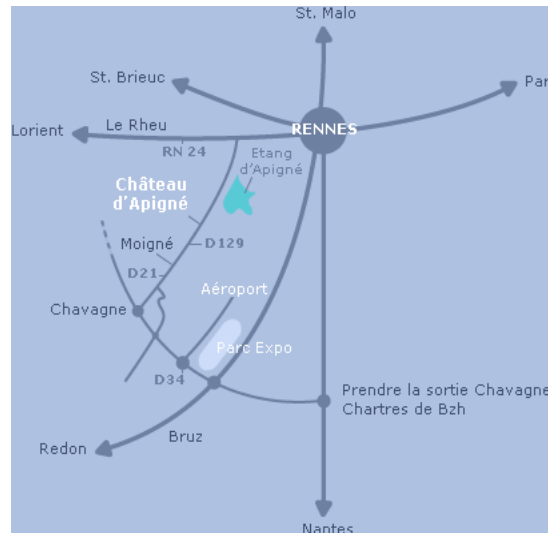 St. Malo
St. Brieuc
Par
Lorient
Le Rheu
RENNES
RN 24
Etang
d'Apigné
Château
d'Apigné
Moigné
D129
D21
Aéroport
Chavagne
Parc Expo
D34
Prendre la sortie Chavagne
Chartres de Bzh
Bruz
Redon
Nantes